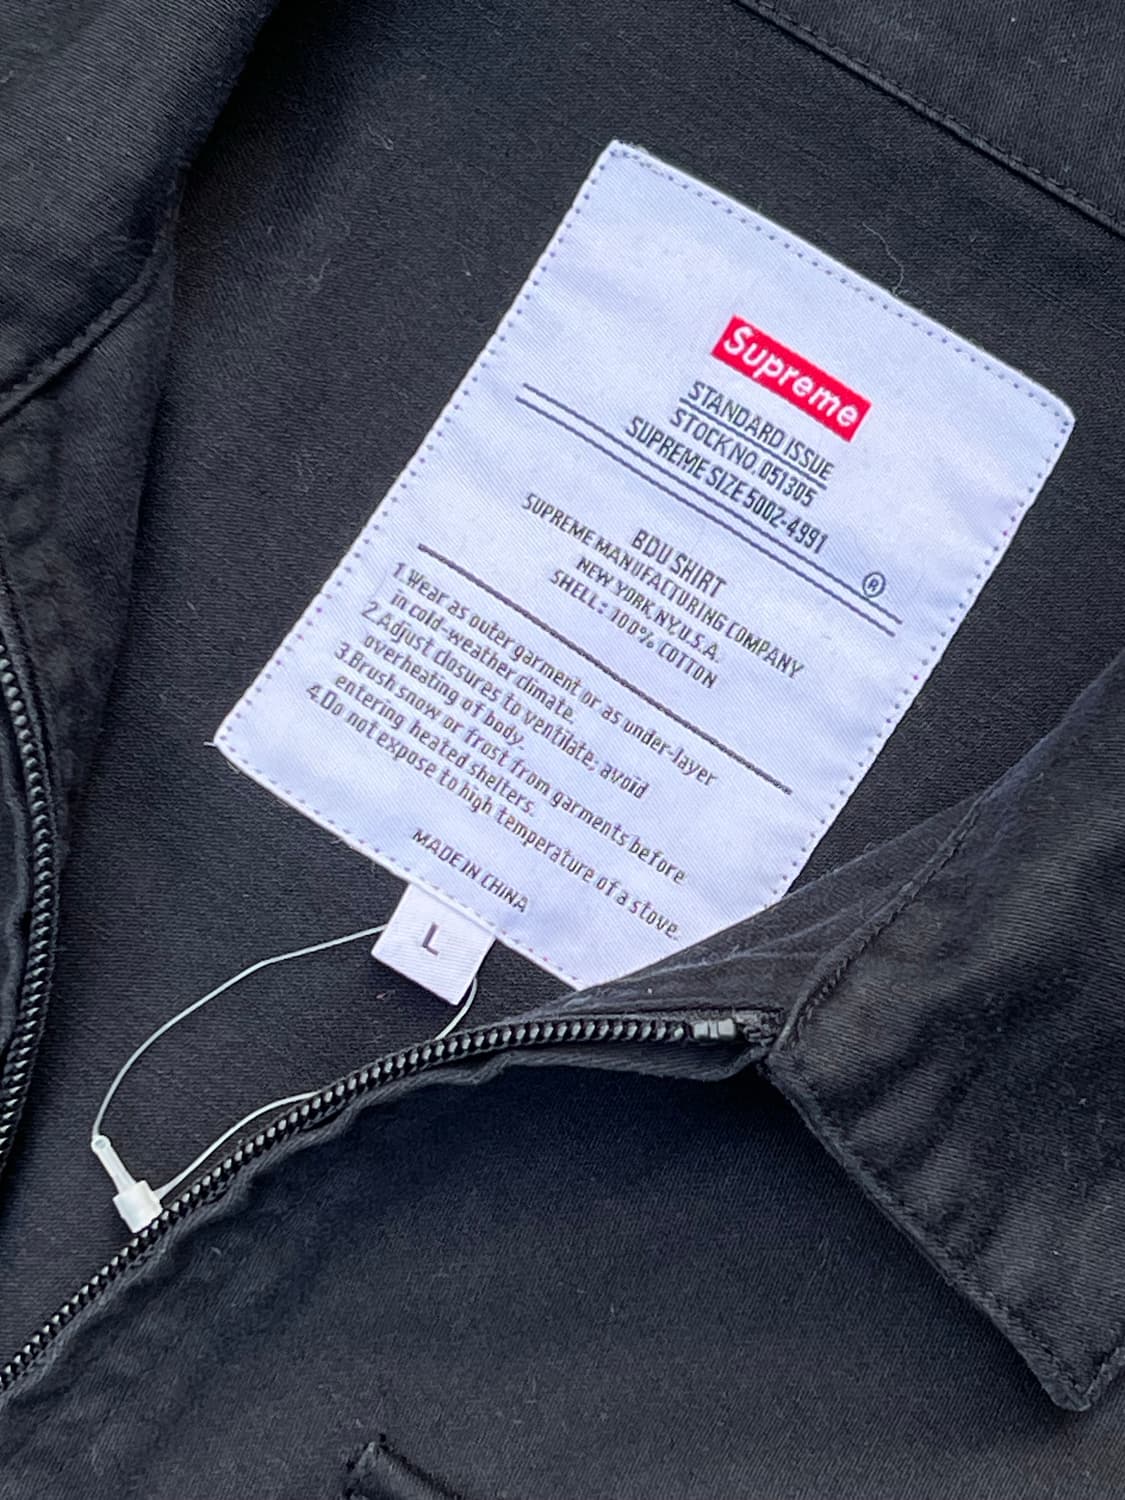 Supreme
STANDARD ISSUE
STOCK NO. 051305
SUPREME SIZE 5002-4991
®
BDU SHIRT
SUPREME MANUFACTURING COMPANY
NEW YORK, NY, U.S.A.
SHELL : 100% COTTON
1.Wear as outer garment or as under-layer
in cold-weather climate.
2.Adjust closures to ventilate: avoid
overheating of body.
3.Brush snow or frost from garments before
entering heated shelters.
4.Do not expose to high temperature of a stove.
MADE IN CHINA
L